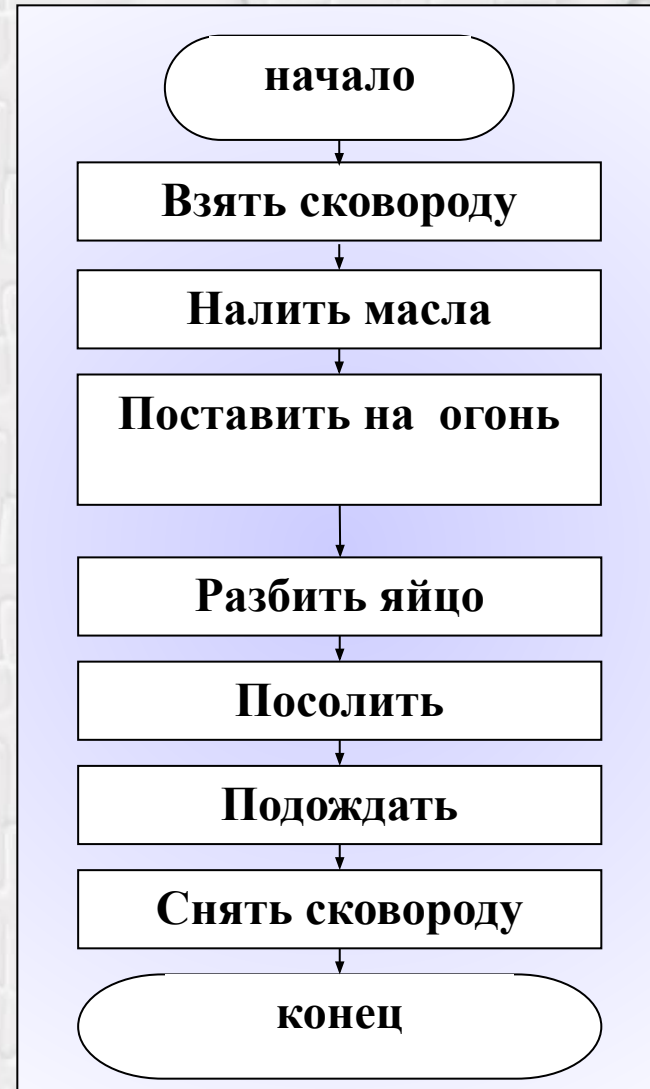 начало
Взять сковороду
Налить масла
Поставить на огонь
Разбить яйцо
Посолить
Подождать
Снять сковороду
конец